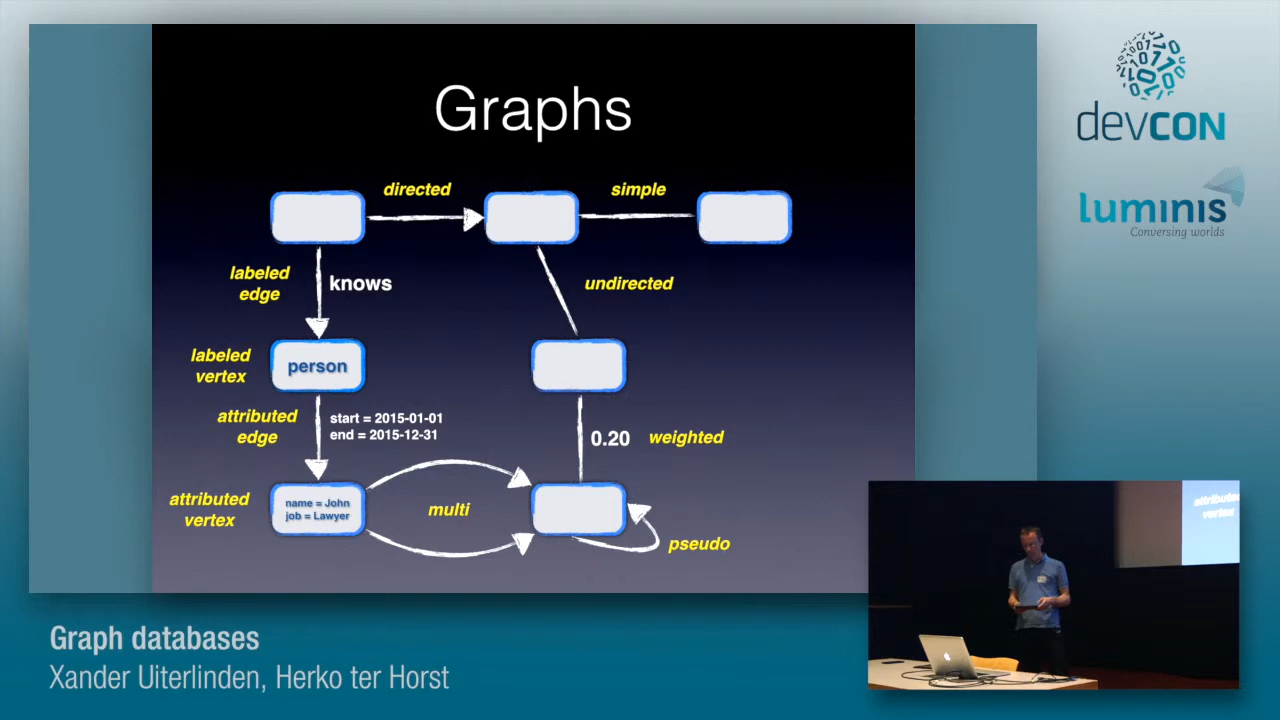 Graphs
directed
simple
labeled
edge
knows
undirected
labeled
vertex
person
attributed
edge
start = 2015-01-01
end = 2015-12-31
0.20
weighted
attributed
vertex
name = John
job = Lawyer
multi
pseudo
devcon
luminis
Conversing worlds
attributed
vertex
Graph databases
Xander Uiterlinden, Herko ter Horst